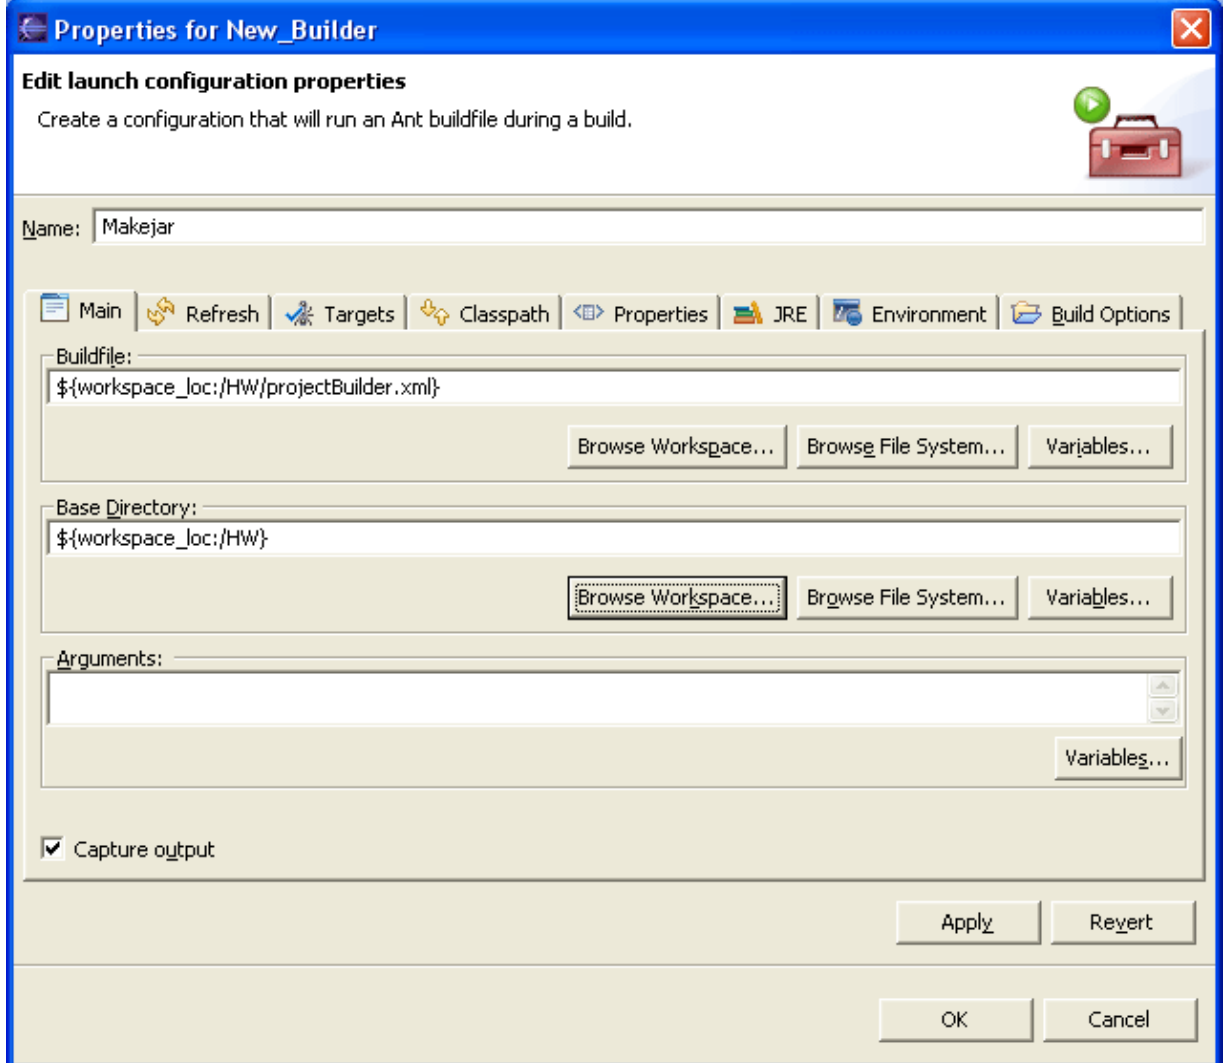 Properties for New_Builder
Edit launch configuration properties
Create a configuration that will run an Ant buildfile during a build.
Name: Makejar
Main Refresh Targets Classpath Properties JRE Environment Build Options
Buildfile:
${workspace_loc:/HW/projectBuilder.xml}
Browse Workspace... Browse File System... Variables...
Base Directory:
${workspace_loc:/HW}
Browse Workspace... Browse File System... Variables...
Arguments:
Variables...
Capture output
Apply Revert
OK Cancel